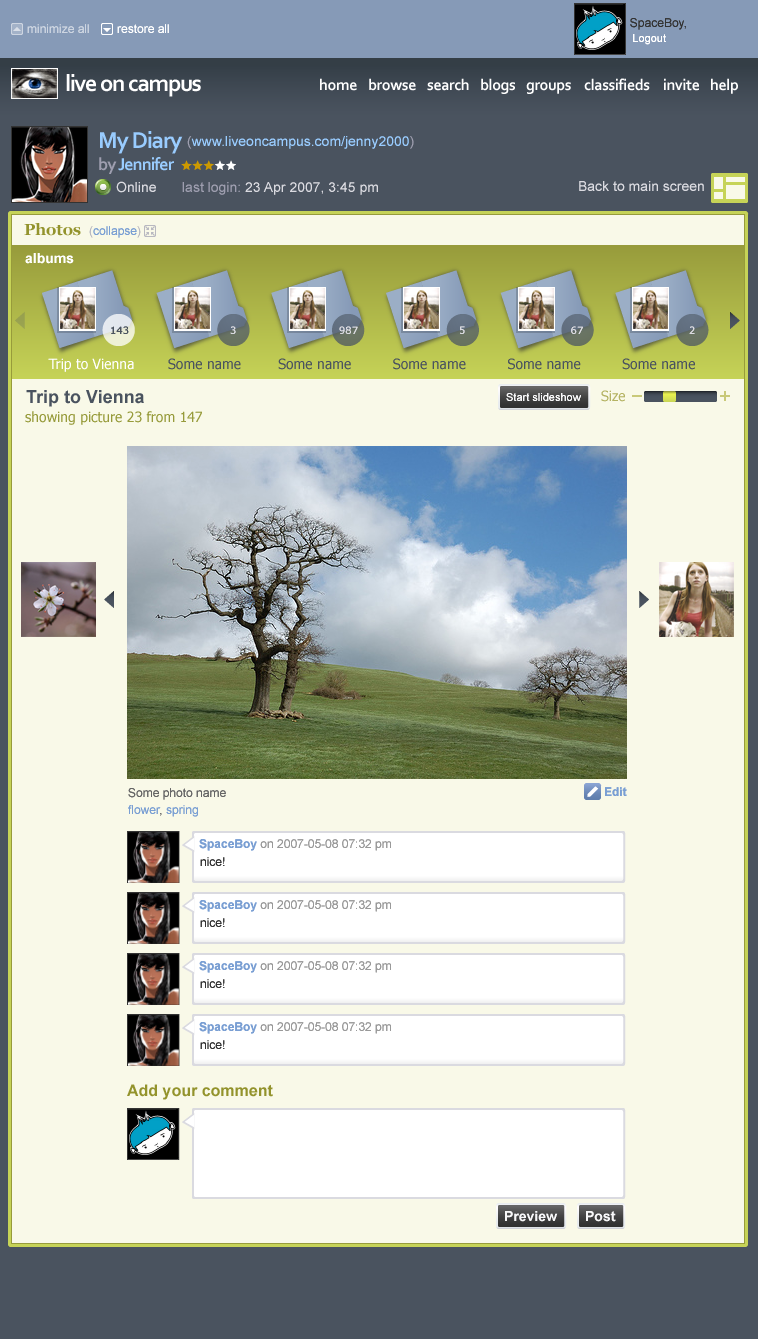 minimize all restore all
SpaceBoy,
Logout
live on campus
home browse search blogs groups classifieds invite help
My Diary (www.liveoncampus.com/jenny2000)
by Jennifer
Online last login: 23 Apr 2007, 3:45 pm
Back to main screen
Photos (collapse)
albums
143 3 987 5 67 2
Trip to Vienna Some name Some name Some name Some name Some name
Trip to Vienna
Start slideshow Size
showing picture 23 from 147
Some photo name
Edit
flower, spring
SpaceBoy on 2007-05-08 07:32 pm
nice!
SpaceBoy on 2007-05-08 07:32 pm
nice!
SpaceBoy on 2007-05-08 07:32 pm
nice!
SpaceBoy on 2007-05-08 07:32 pm
nice!
Add your comment
Preview Post